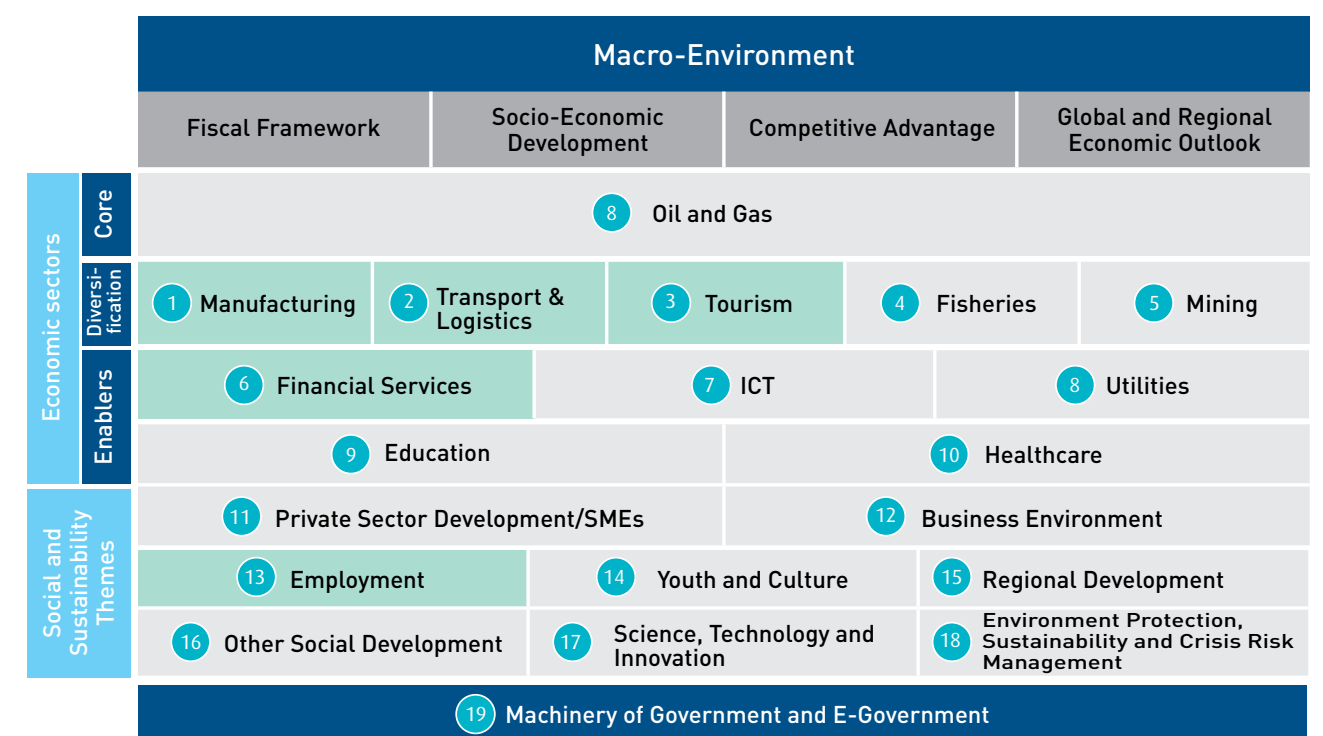 Macro-Environment
Fiscal Framework
Socio-Economic
Development
Competitive Advantage
Global and Regional
Economic Outlook
Economic sectors
Core
8 Oil and Gas
Diversi-
fication
1 Manufacturing
2 Transport &
Logistics
3 Tourism
4 Fisheries
5 Mining
Enablers
6 Financial Services
7 ICT
8 Utilities
9 Education
10 Healthcare
Social and
Sustainability
Themes
11 Private Sector Development/SMEs
12 Business Environment
13 Employment
14 Youth and Culture
15 Regional Development
16 Other Social Development
17 Science, Technology and
Innovation
18 Environment Protection,
Sustainability and Crisis Risk
Management
19 Machinery of Government and E-Government